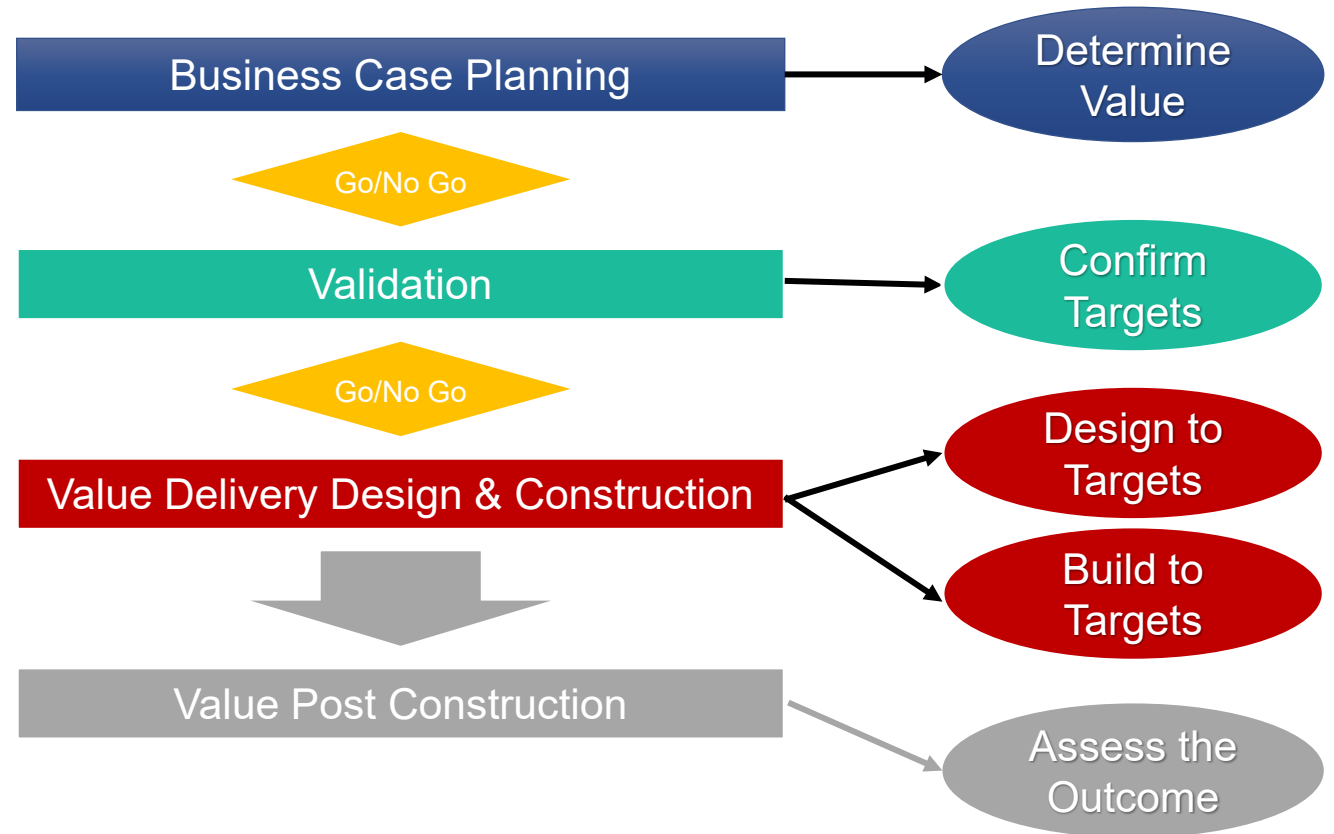 Business Case Planning
Determine
Value
Go/No Go
Validation
Confirm
Targets
Go/No Go
Value Delivery Design & Construction
Design to
Targets
Build to
Targets
Value Post Construction
Assess the
Outcome